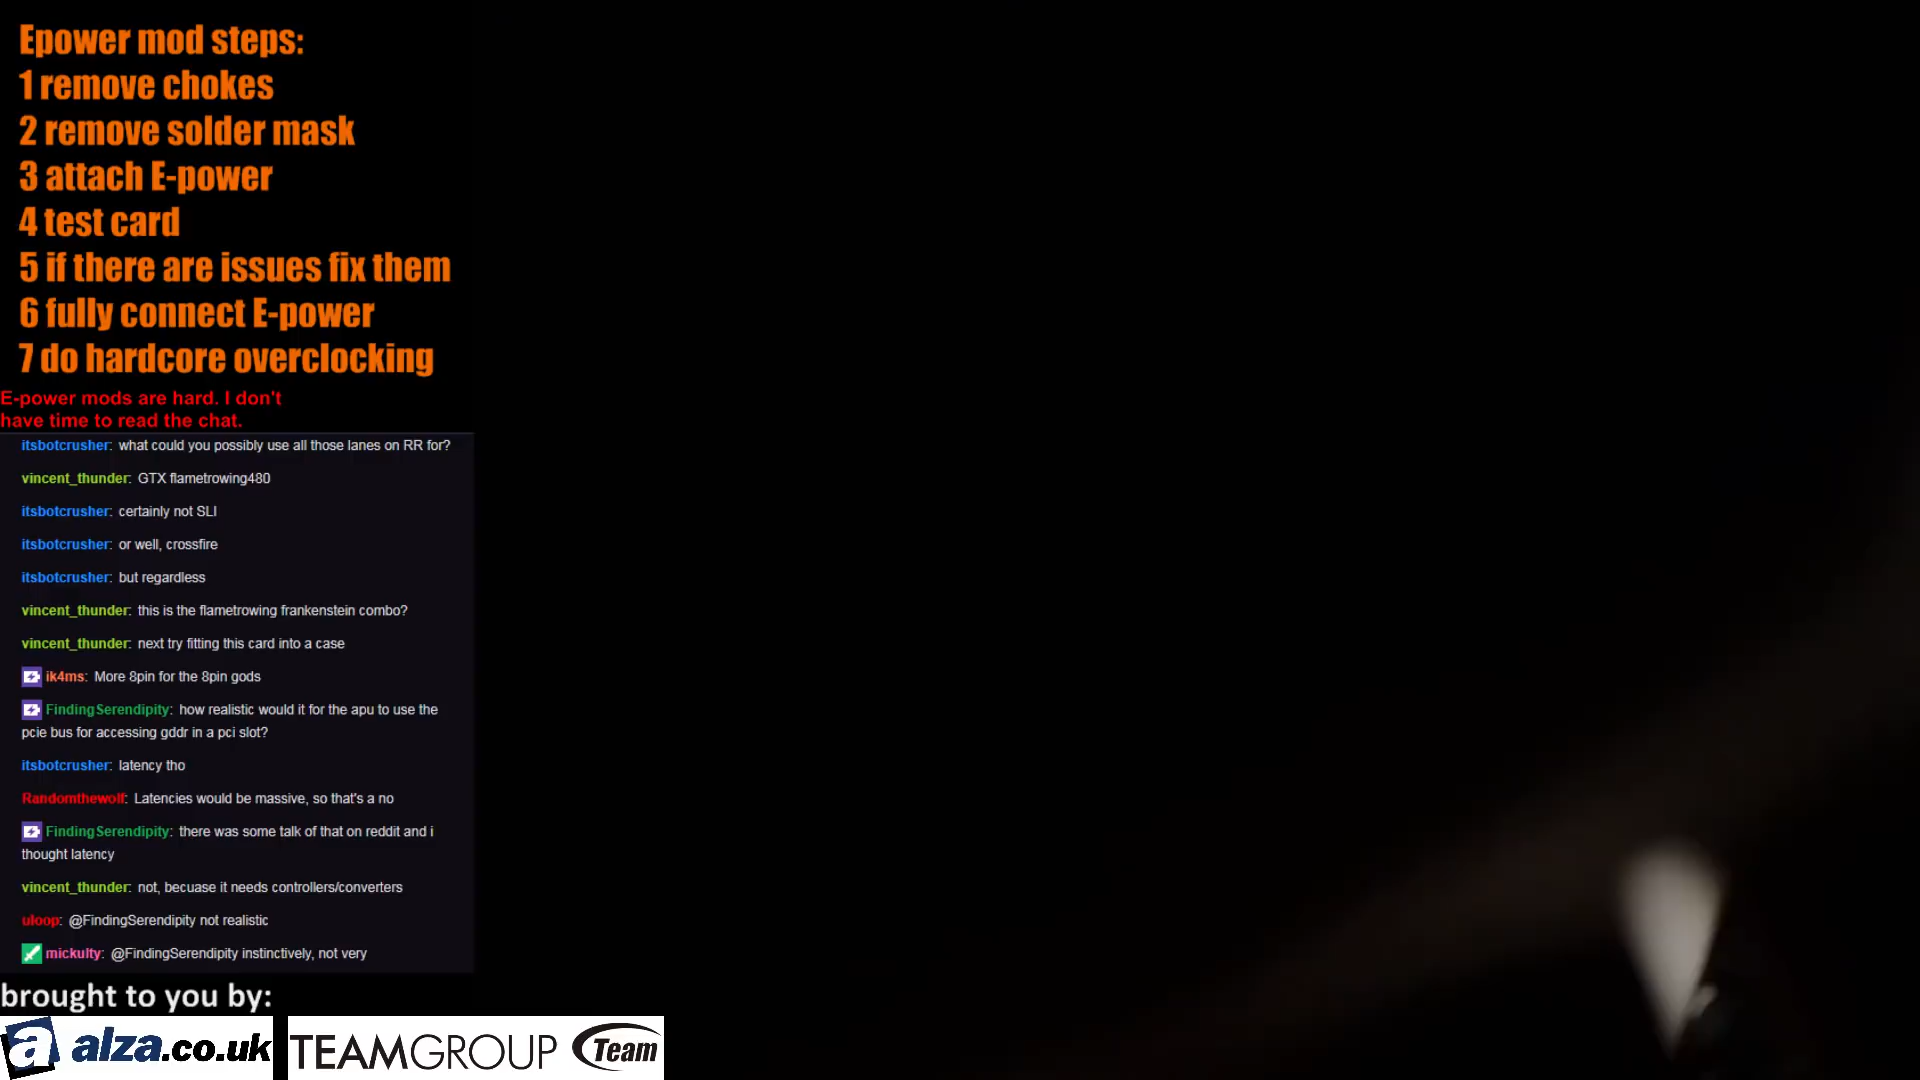 Epower mod steps:
1 remove chokes
2 remove solder mask
3 attach E-power
4 test card
5 if there are issues fix them
6 fully connect E-power
7 do hardcore overclocking
E-power mods are hard. I don't
have time to read the chat.
itsbotcrusher: what could you possibly use all those lanes on RR for?
vincent_thunder: GTX flametrowing480
itsbotcrusher: certainly not SLI
itsbotcrusher: or well, crossfire
itsbotcrusher: but regardless
vincent_thunder: this is the flametrowing frankenstein combo?
vincent_thunder: next try fitting this card into a case
ik4ms: More 8pin for the 8pin gods
FindingSerendipity: how realistic would it for the apu to use the
pcie bus for accessing gddr in a pci slot?
itsbotcrusher: latency tho
Randomthewolf: Latencies would be massive, so that's a no
FindingSerendipity: there was some talk of that on reddit and i
thought latency
vincent_thunder: not, becuase it needs controllers/converters
uloop: @FindingSerendipity not realistic
mickulty: @FindingSerendipity instinctively, not very
brought to you by:
a alza.co.uk TEAMGROUP Team